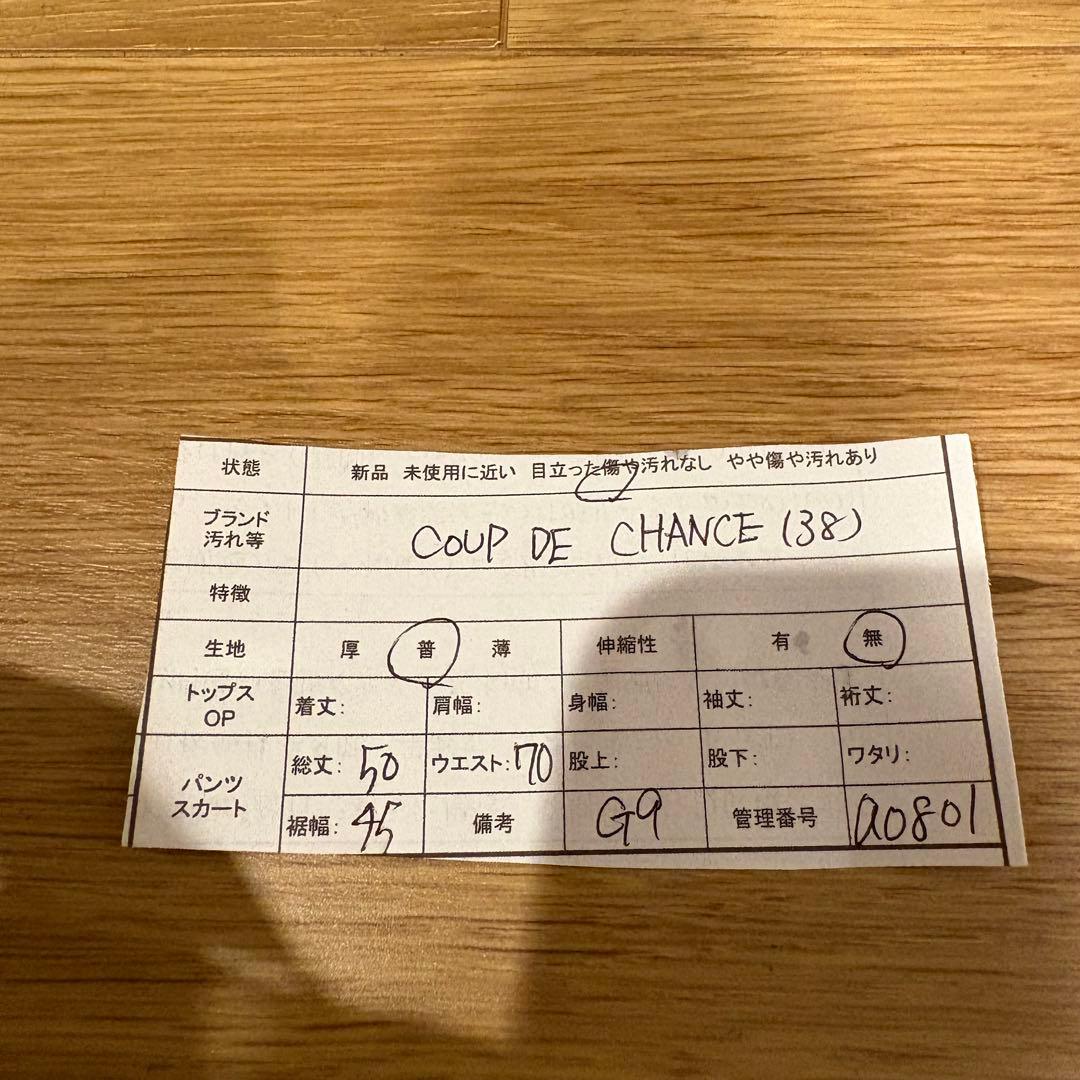 状態 新品 未使用に近い 目立った傷や汚れなし やや傷や汚れあり
ブランド 汚れ等 COUP DE CHANCE (38)
特徴
生地 厚 普 薄 伸縮性 有 無
トップス OP 着丈: 肩幅: 身幅: 袖丈: 裄丈:
パンツ スカート 総丈: 50 ウエスト: 70 股上: 股下: ワタリ:
裾幅: 45 備考 G9 管理番号 a0801